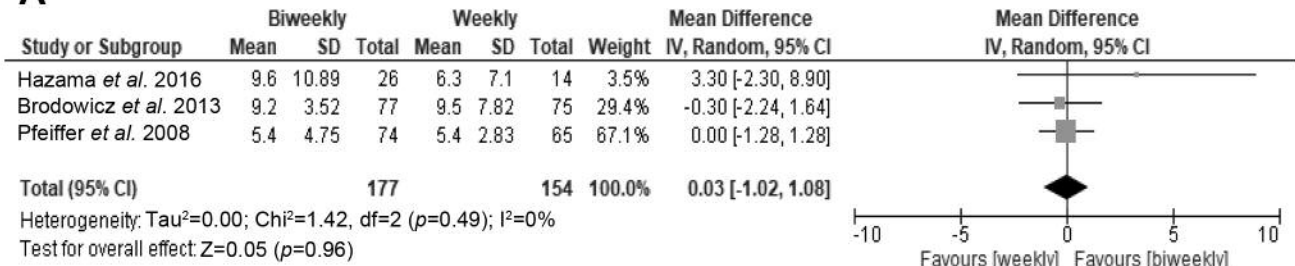 A
Biweekly Weekly Mean Difference Mean Difference
Study or Subgroup Mean SD Total Mean SD Total Weight IV, Random, 95% CI IV, Random, 95% CI
Hazama et al. 2016 9.6 10.89 26 6.3 7.1 14 3.5% 3.30 [-2.30, 8.90]
Brodowicz et al. 2013 9.2 3.52 77 9.5 7.82 75 29.4% -0.30 [-2.24, 1.64]
Pfeiffer et al. 2008 5.4 4.75 74 5.4 2.83 65 67.1% 0.00 [-1.28, 1.28]
Total (95% CI) 177 154 100.0% 0.03 [-1.02, 1.08]
Heterogeneity: Tau²=0.00; Chi²=1.42, df=2 (p=0.49); I²=0%
Test for overall effect: Z=0.05 (p=0.96)
-10 -5 0 5 10
Favours [weekly] Favours [biweekly]